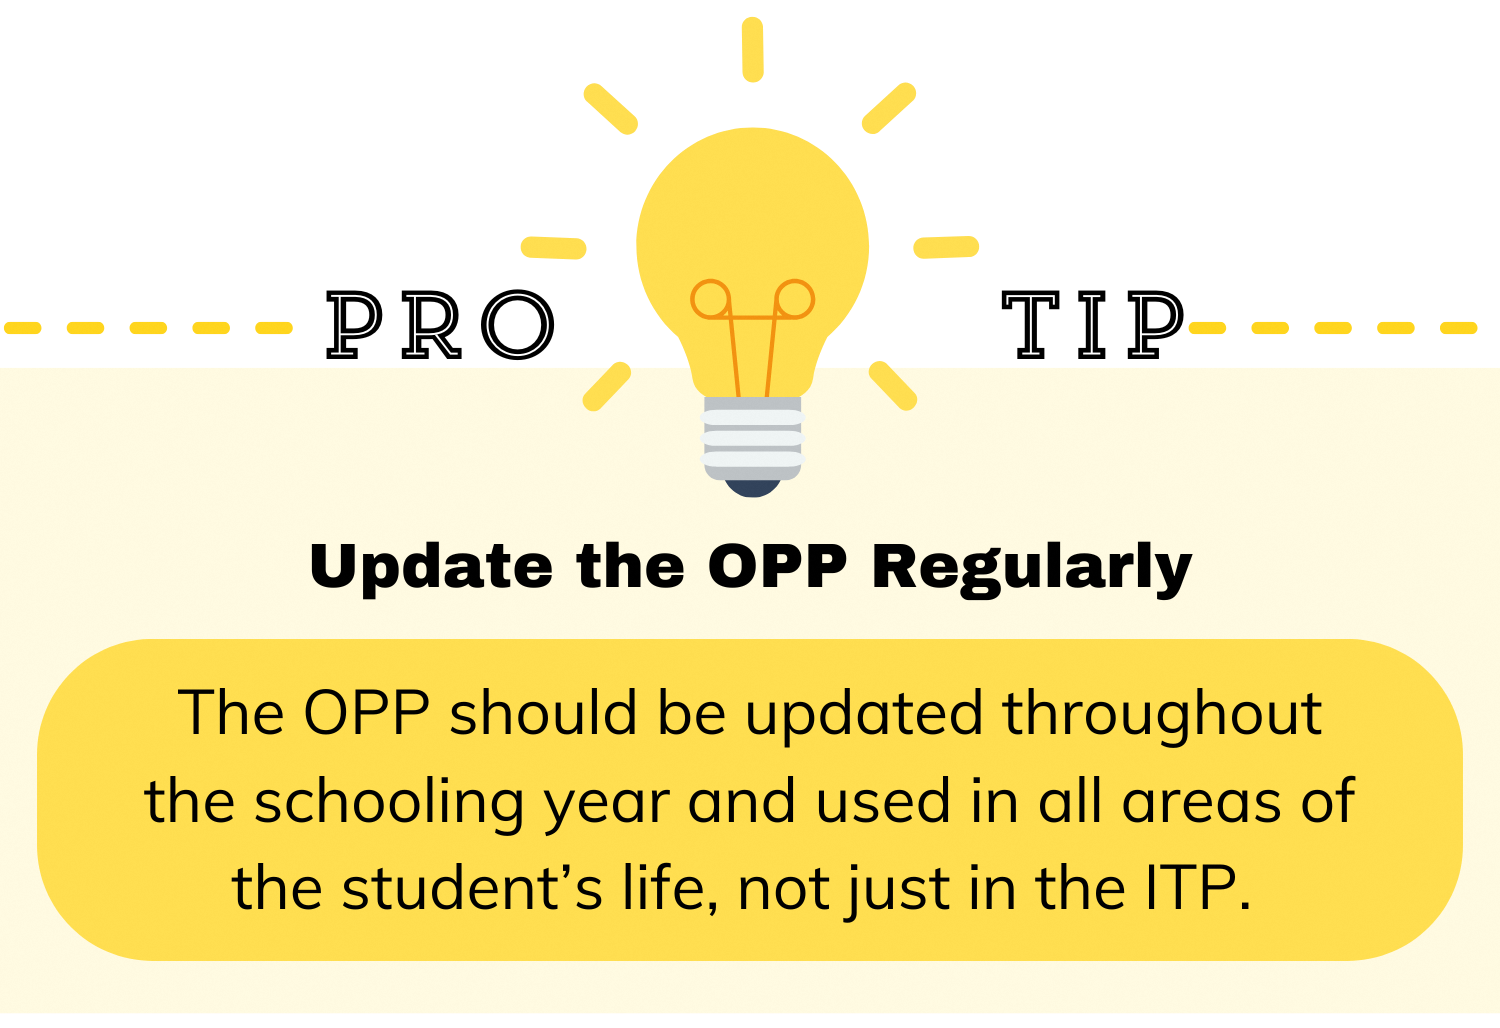 PRO TIP
Update the OPP Regularly
The OPP should be updated throughout
the schooling year and used in all areas of
the student’s life, not just in the ITP.